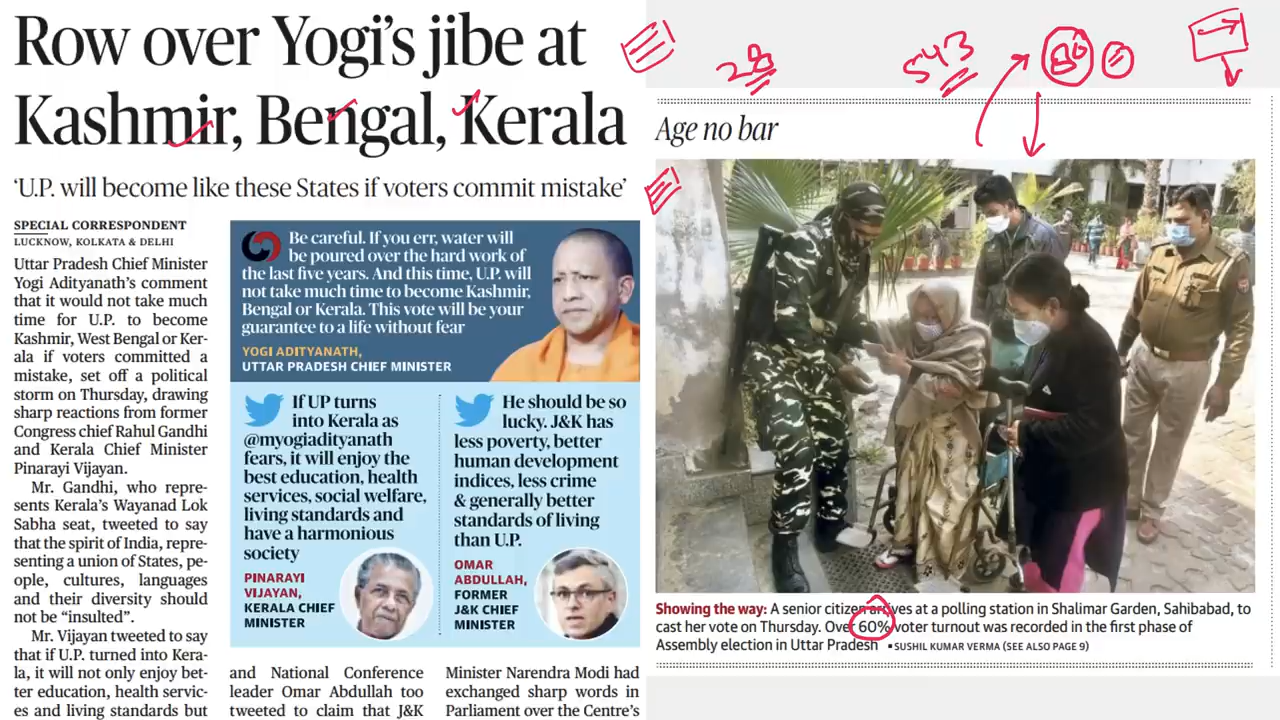 Row over Yogi's jibe at
Kashmir, Bengal, Kerala
'U.P. will become like these States if voters commit mistake'
SPECIAL CORRESPONDENT
LUCKNOW, KOLKATA & DELHI
Uttar Pradesh Chief Minister
Yogi Adityanath's comment
that it would not take much
time for U.P. to become
Kashmir, West Bengal or Ker-
ala if voters committed a
mistake, set off a political
storm on Thursday, drawing
sharp reactions from former
Congress chief Rahul Gandhi
and Kerala Chief Minister
Pinarayi Vijayan.
Mr. Gandhi, who repre-
sents Kerala's Wayanad Lok
Sabha seat, tweeted to say
that the spirit of India, repre-
senting a union of States, pe-
ople, cultures, languages
and their diversity should
not be "insulted".
Mr. Vijayan tweeted to say
that if U.P. turned into Kera-
la, it will not only enjoy bet-
ter education, health servic-
es and living standards but
Be careful. If you err, water will
be poured over the hard work of
the last five years. And this time, U.P. will
not take much time to become Kashmir,
Bengal or Kerala. This vote will be your
guarantee to a life without fear
YOGI ADITYANATH,
UTTAR PRADESH CHIEF MINISTER
If UP turns
into Kerala as
@myogiadityanath
fears, it will enjoy the
best education, health
services, social welfare,
living standards and
have a harmonious
society
PINARAYI
VIJAYAN,
KERALA CHIEF
MINISTER
He should be so
lucky. J&K has
less poverty, better
human development
indices, less crime
& generally better
standards of living
than U.P.
OMAR
ABDULLAH,
FORMER
J&K CHIEF
MINISTER
and National Conference
leader Omar Abdullah too
tweeted to claim that J&K
Minister Narendra Modi had
exchanged sharp words in
Parliament over the Centre's
28
543
80
Age no bar
Showing the way: A senior citizen arrives at a polling station in Shalimar Garden, Sahibabad, to
cast her vote on Thursday. Over 60% voter turnout was recorded in the first phase of
Assembly election in Uttar Pradesh ▪ SUSHIL KUMAR VERMA (SEE ALSO PAGE 9)